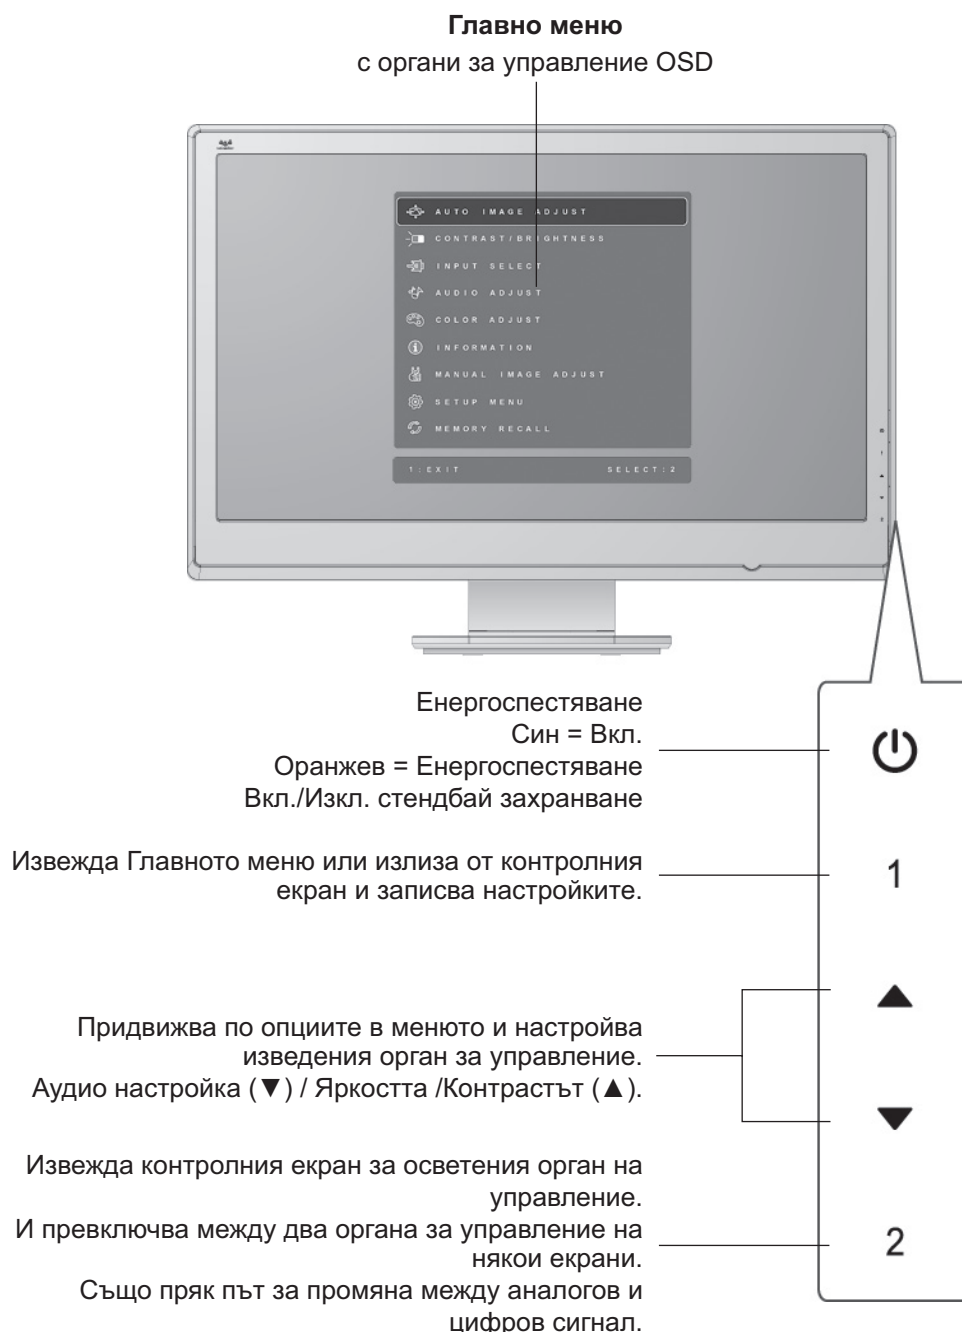 Главно меню
с органи за управление OSD
AUTO IMAGE ADJUST
CONTRAST/BRIGHTNESS
INPUT SELECT
AUDIO ADJUST
COLOR ADJUST
INFORMATION
MANUAL IMAGE ADJUST
SETUP MENU
MEMORY RECALL
1:EXIT SELECT:2
Енергоспестяване
Син = Вкл.
Оранжев = Енергоспестяване
Вкл./Изкл. стендбай захранване
Извежда Главното меню или излиза от контролния
екран и записва настройките.
1
Придвижва по опциите в менюто и настройва
изведения орган за управление.
Аудио настройка (▼) / Яркостта /Контрастът (▲).
Извежда контролния екран за осветения орган на
управление.
И превключва между два органа за управление на
някои екрани.
2
Също пряк път за промяна между аналогов и
цифров сигнал.